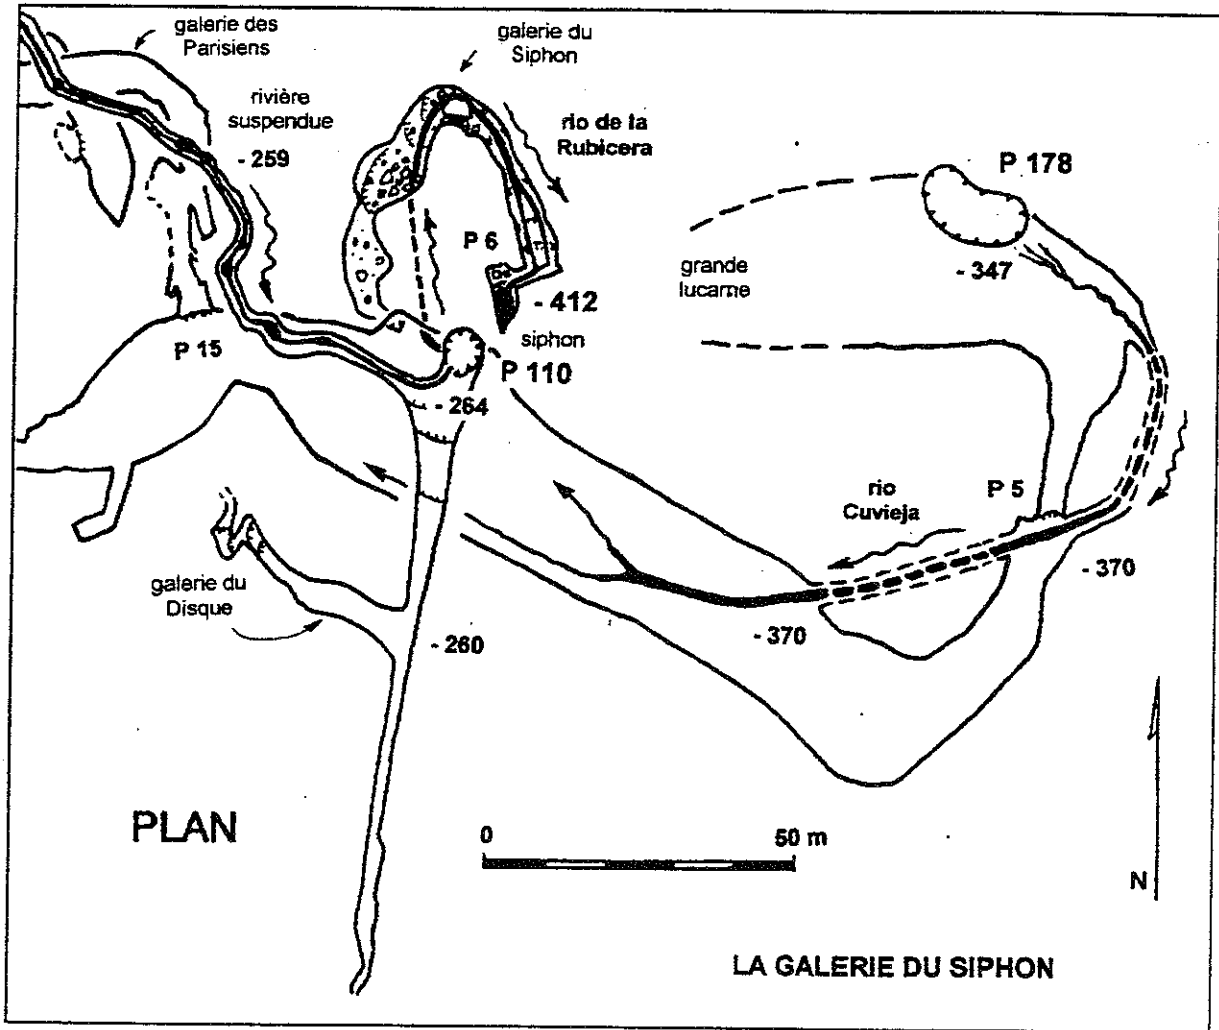 galerie des
Parisiens
galerie du
Siphon
rivière
suspendue
- 259
rio de la
Rubicera
P 178
P 6
- 347
grande
lucarne
- 412
siphon
P 15
P 110
- 264
rio
Cuvieja
P 5
- 370
galerie du
Disque
- 370
- 260
PLAN
0
50 m
N
LA GALERIE DU SIPHON